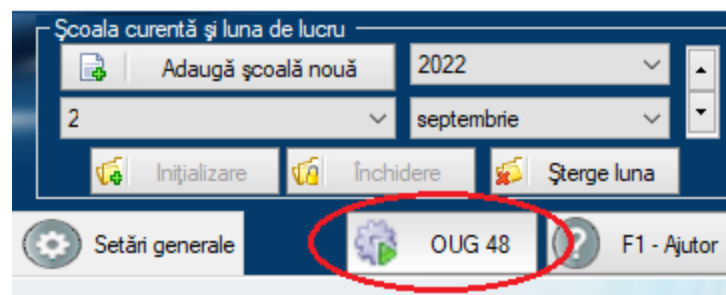 Şcoala curentă şi luna de lucru
Adaugă şcoală nouă
2022
2
septembrie
Iniţializare
Închidere
Şterge luna
Setări generale
OUG 48
F1 - Ajutor